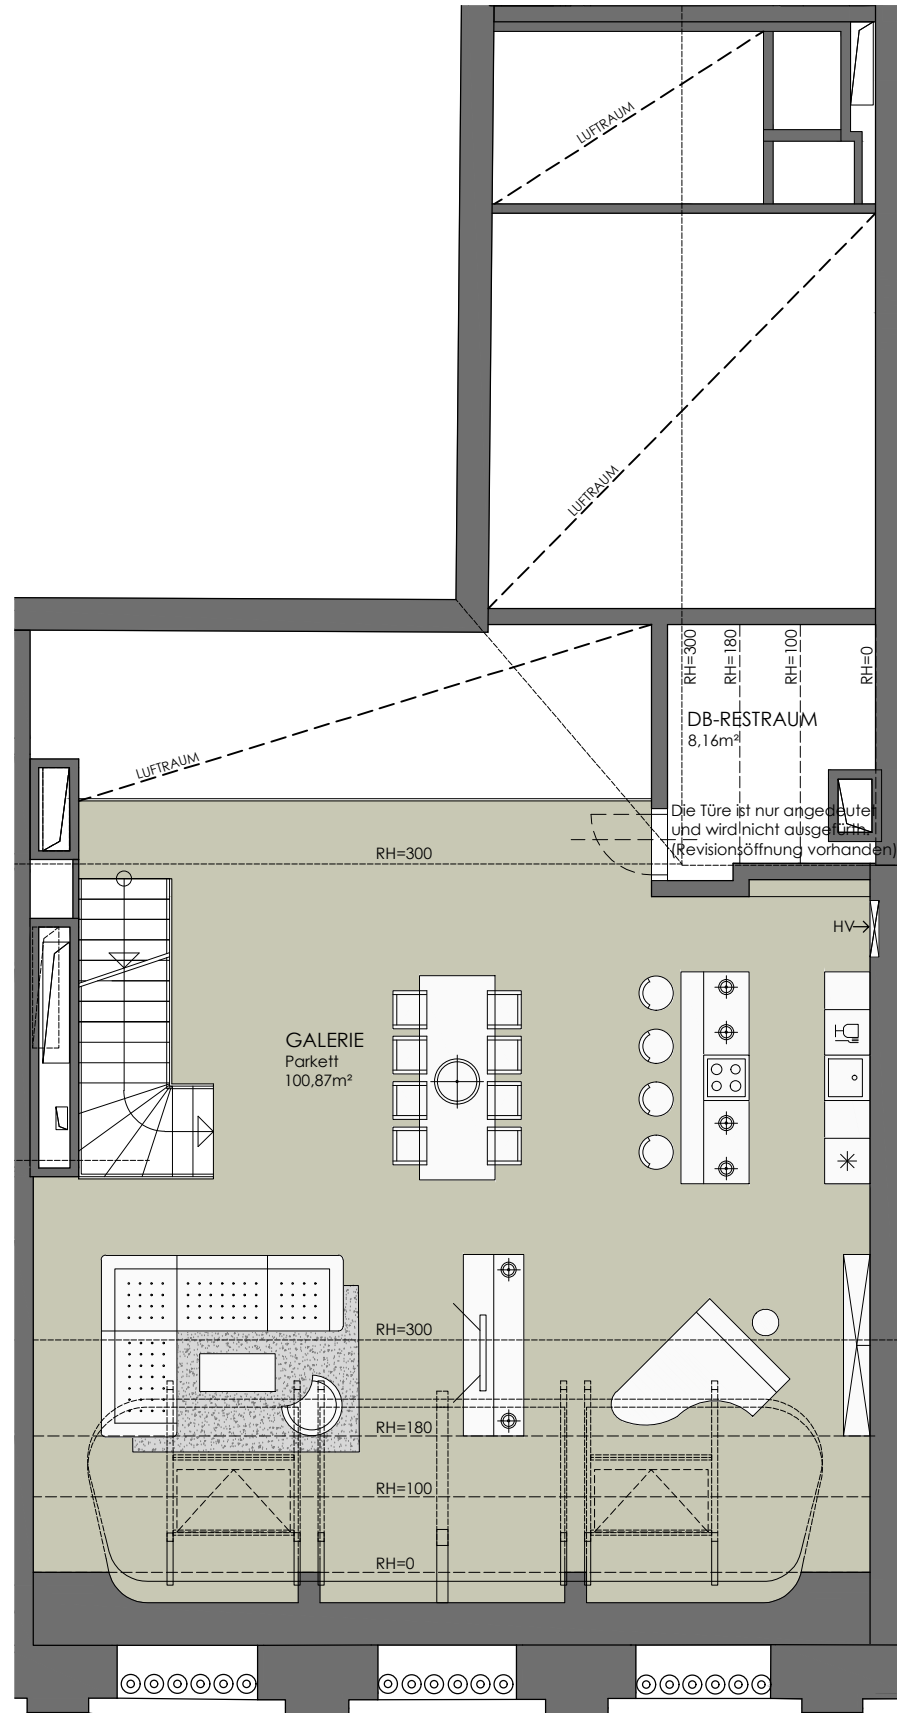 LUFTRAUM
LUFTRAUM
RH=300
RH=180
RH=100
RH=0
DB-RESTRAUM
8,16m²
LUFTRAUM
Die Türe ist nur angedeutet
und wird nicht ausgefürth.
(Revisionsöffnung vorhanden)
RH=300
HV
GALERIE
Parkett
100,87m²
RH=300
RH=180
RH=100
RH=0